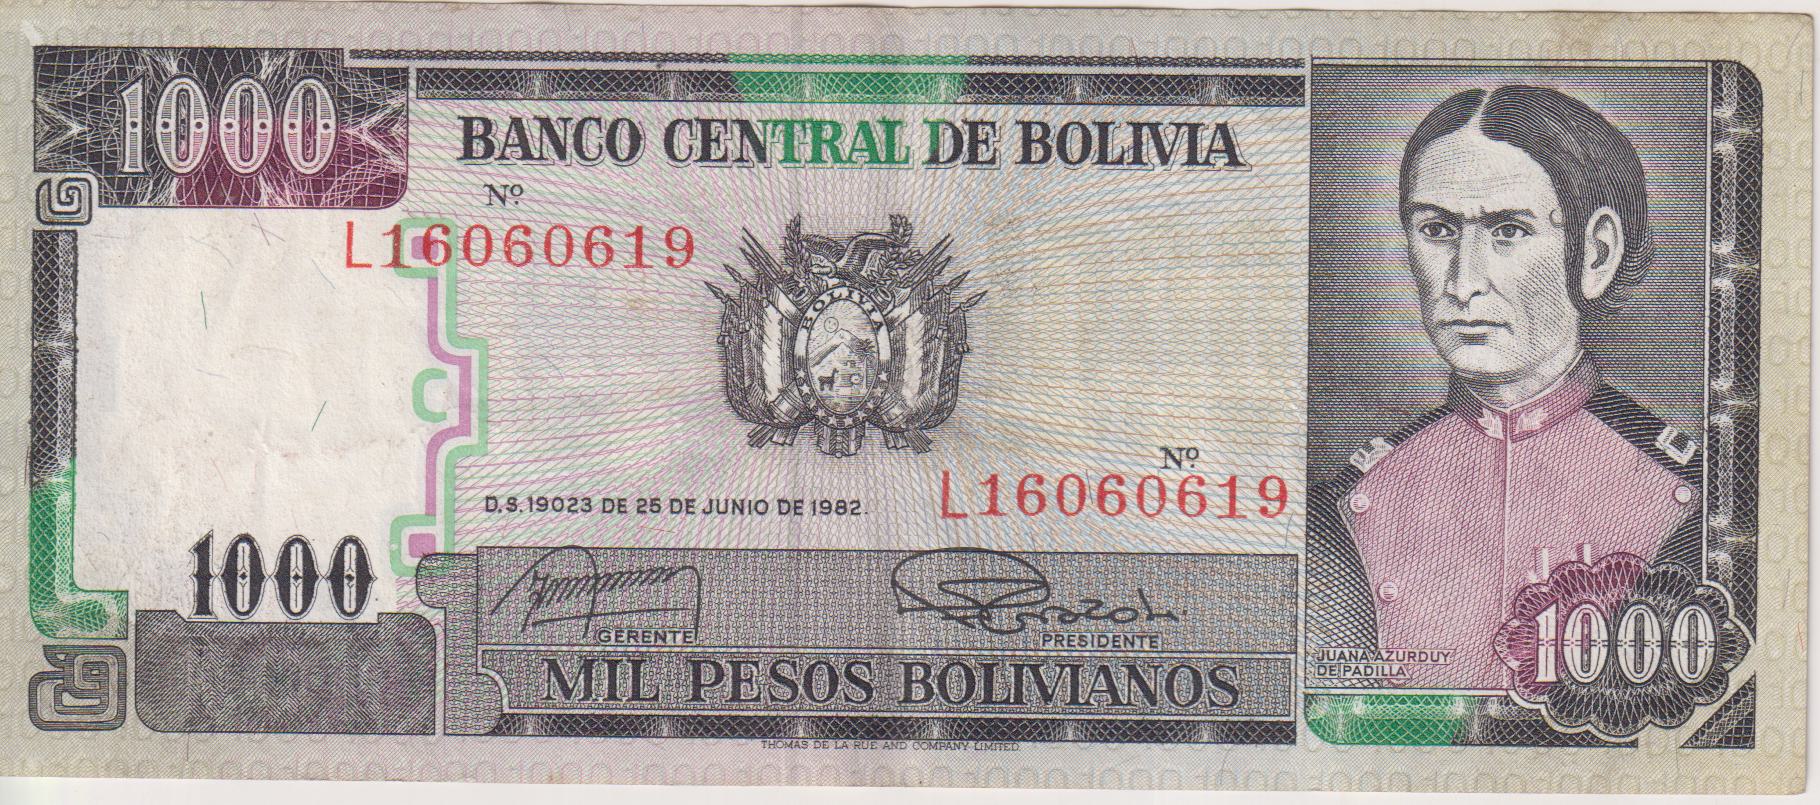 1000
BANCO CENTRAL DE BOLIVIA
Nº
L16060619
BOLIVIA
Nº
L16060619
D.S. 19023 DE 25 DE JUNIO DE 1982.
1000
GERENTE
PRESIDENTE
MIL PESOS BOLIVIANOS
JUANA AZURDUY
DE PADILLA
1000
THOMAS DE LA RUE AND COMPANY LIMITED.